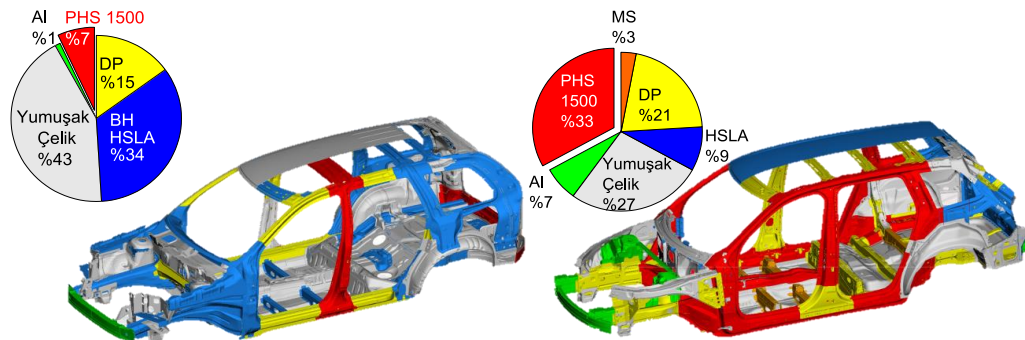 Al
%1
PHS 1500
%7
DP
%15
BH
HSLA
%34
Yumuşak
Çelik
%43
MS
%3
PHS
1500
%33
DP
%21
HSLA
%9
Yumuşak
Çelik
%27
Al
%7